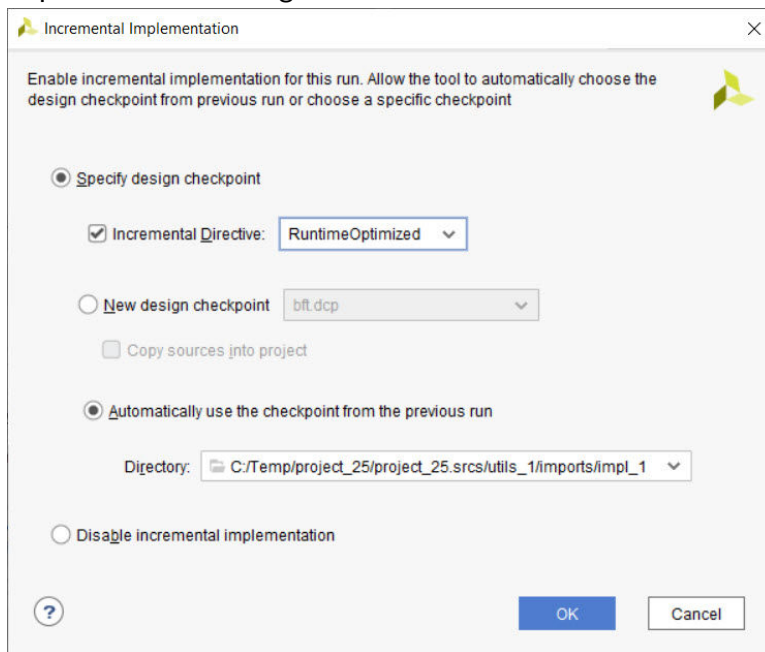 Incremental Implementation
Enable incremental implementation for this run. Allow the tool to automatically choose the
design checkpoint from previous run or choose a specific checkpoint
Specify design checkpoint
Incremental Directive: RuntimeOptimized
New design checkpoint bft.dcp
Copy sources into project
Automatically use the checkpoint from the previous run
Directory: C:/Temp/project_25/project_25.srcs/utils_1/imports/impl_1
Disable incremental implementation
? OK Cancel